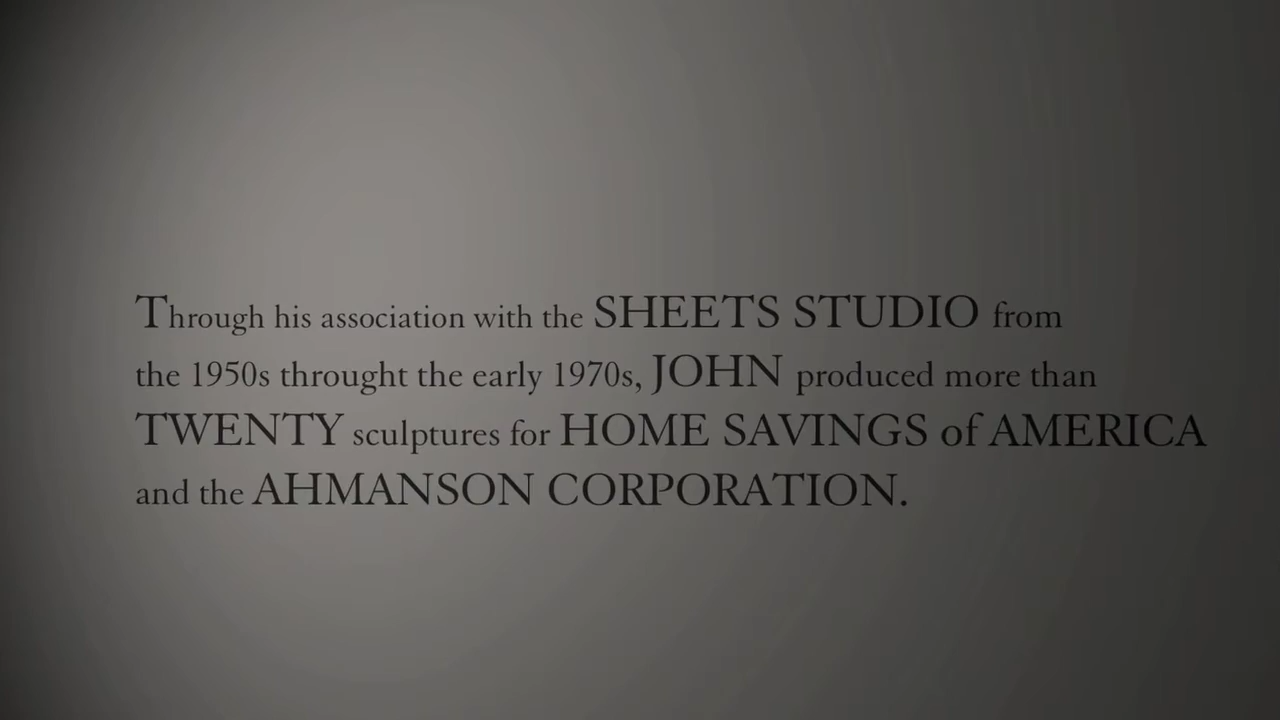 Through his association with the SHEETS STUDIO from
the 1950s throught the early 1970s, JOHN produced more than
TWENTY sculptures for HOME SAVINGS of AMERICA
and the AHMANSON CORPORATION.